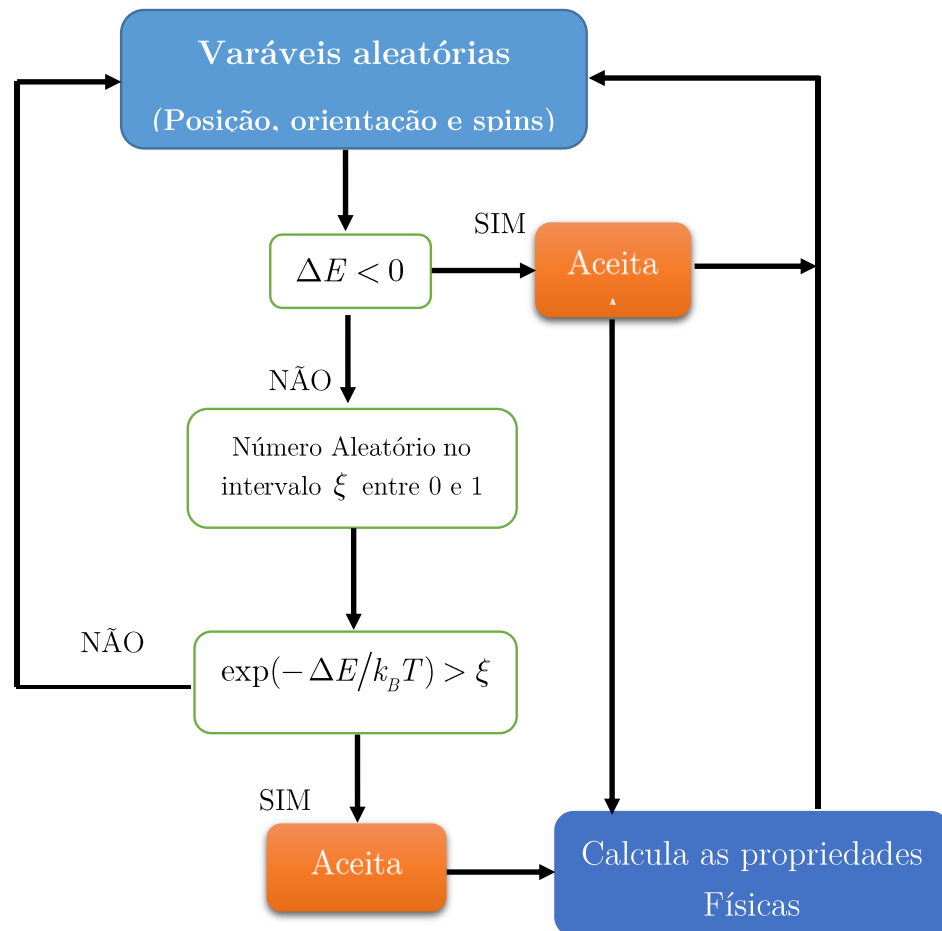 Varáveis aleatórias
(Posição, orientação e spins)
SIM
ΔE < 0
Aceita
NÃO
Número Aleatório no
intervalo ξ entre 0 e 1
NÃO
exp(−ΔE/k_BT) > ξ
SIM
Aceita
Calcula as propriedades
Físicas